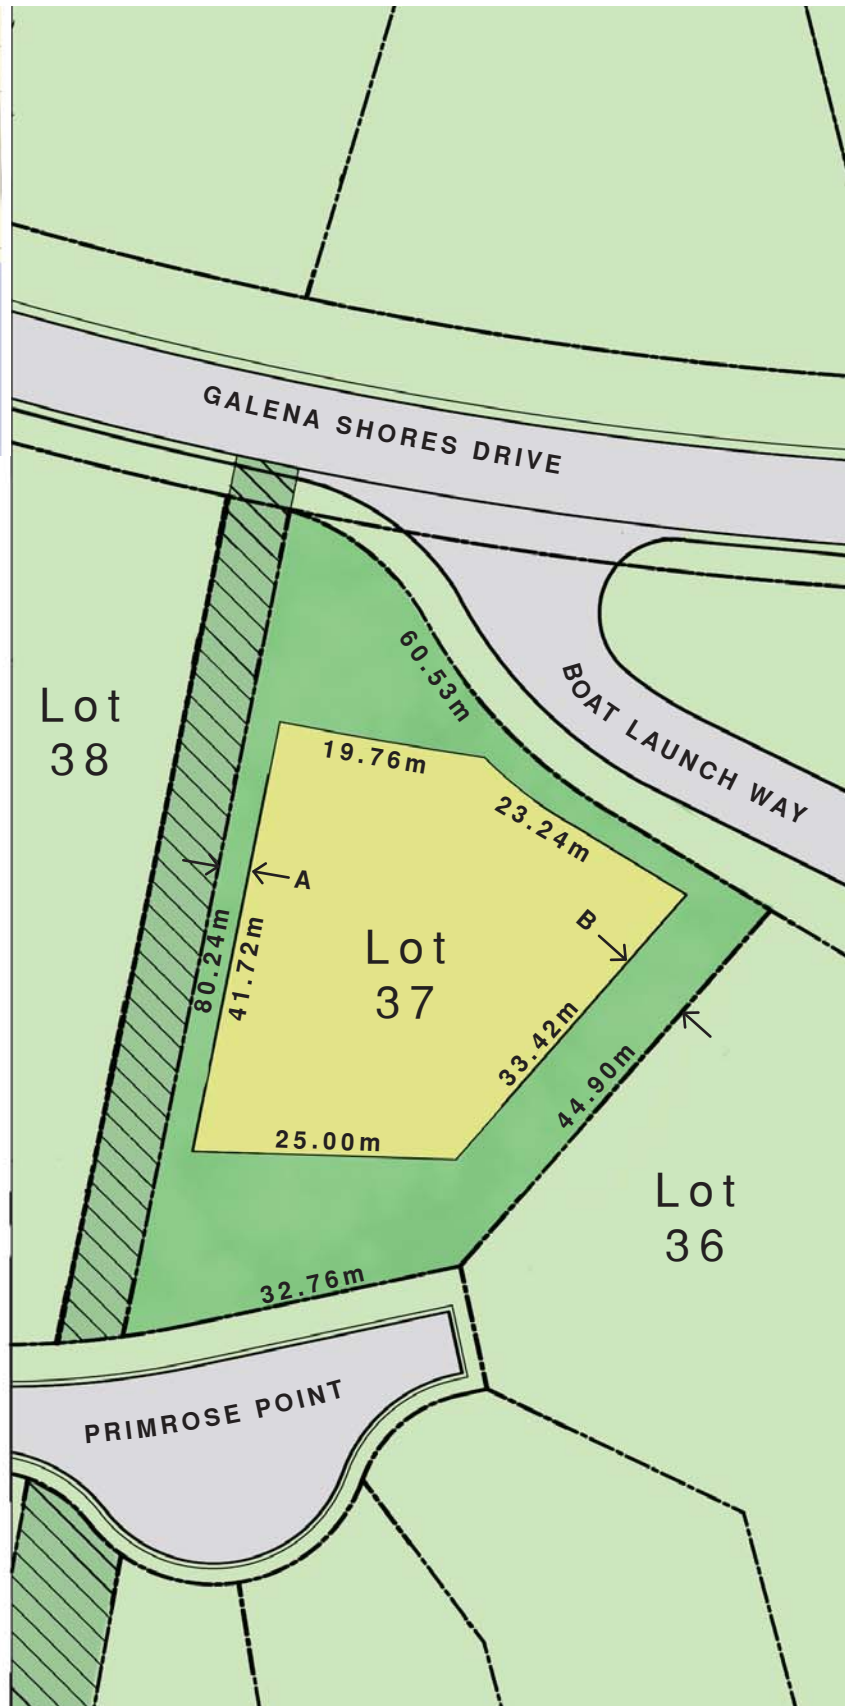 GALENA SHORES DRIVE
60.53m
BOAT LAUNCH WAY
Lot
38
19.76m
23.24m
A
B
80.24m
41.72m
Lot
37
33.42m
44.90m
25.00m
Lot
36
32.76m
PRIMROSE POINT